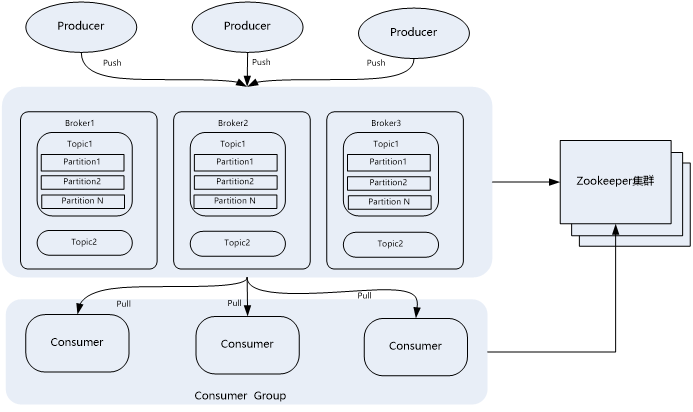 Producer
Producer
Producer
Push
Push
Push
Broker1
Broker2
Broker3
Topic1
Topic1
Topic1
Partition1
Partition1
Partition1
Partition2
Partition2
Partition2
Partition N
Partition N
Partition N
Topic2
Topic2
Topic2
Zookeeper集群
Pull
Pull
Pull
Consumer
Consumer
Consumer
Consumer Group